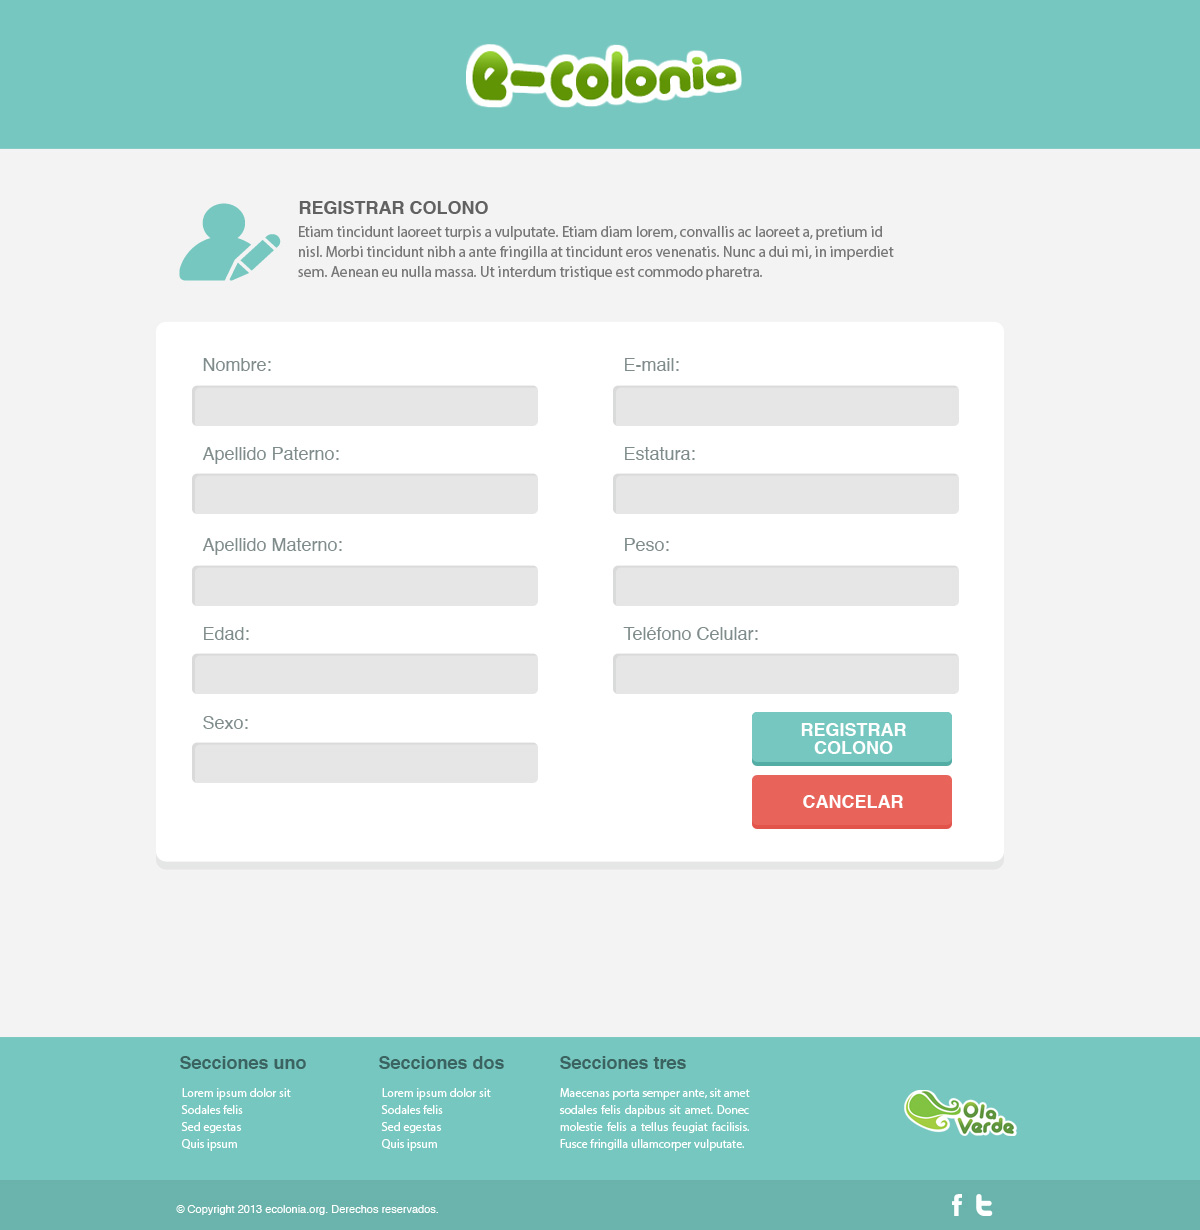 e-colonia
REGISTRAR COLONO
Etiam tincidunt laoreet turpis a vulputate. Etiam diam lorem, convallis ac laoreet a, pretium id
nisl. Morbi tincidunt nibh a ante fringilla at tincidunt eros venenatis. Nunc a dui mi, in imperdiet
sem. Aenean eu nulla massa. Ut interdum tristique est commodo pharetra.
Nombre:
Apellido Paterno:
Apellido Materno:
Edad:
Sexo:
E-mail:
Estatura:
Peso:
Teléfono Celular:
REGISTRAR
COLONO
CANCELAR
Secciones uno
Lorem ipsum dolor sit
Sodales felis
Sed egestas
Quis ipsum
Secciones dos
Lorem ipsum dolor sit
Sodales felis
Sed egestas
Quis ipsum
Secciones tres
Maecenas porta semper ante, sit amet
sodales felis dapibus sit amet. Donec
molestie felis a tellus feugiat facilisis.
Fusce fringilla ullamcorper vulputate.
Ola
Verde
© Copyright 2013 ecolonia.org. Derechos reservados.